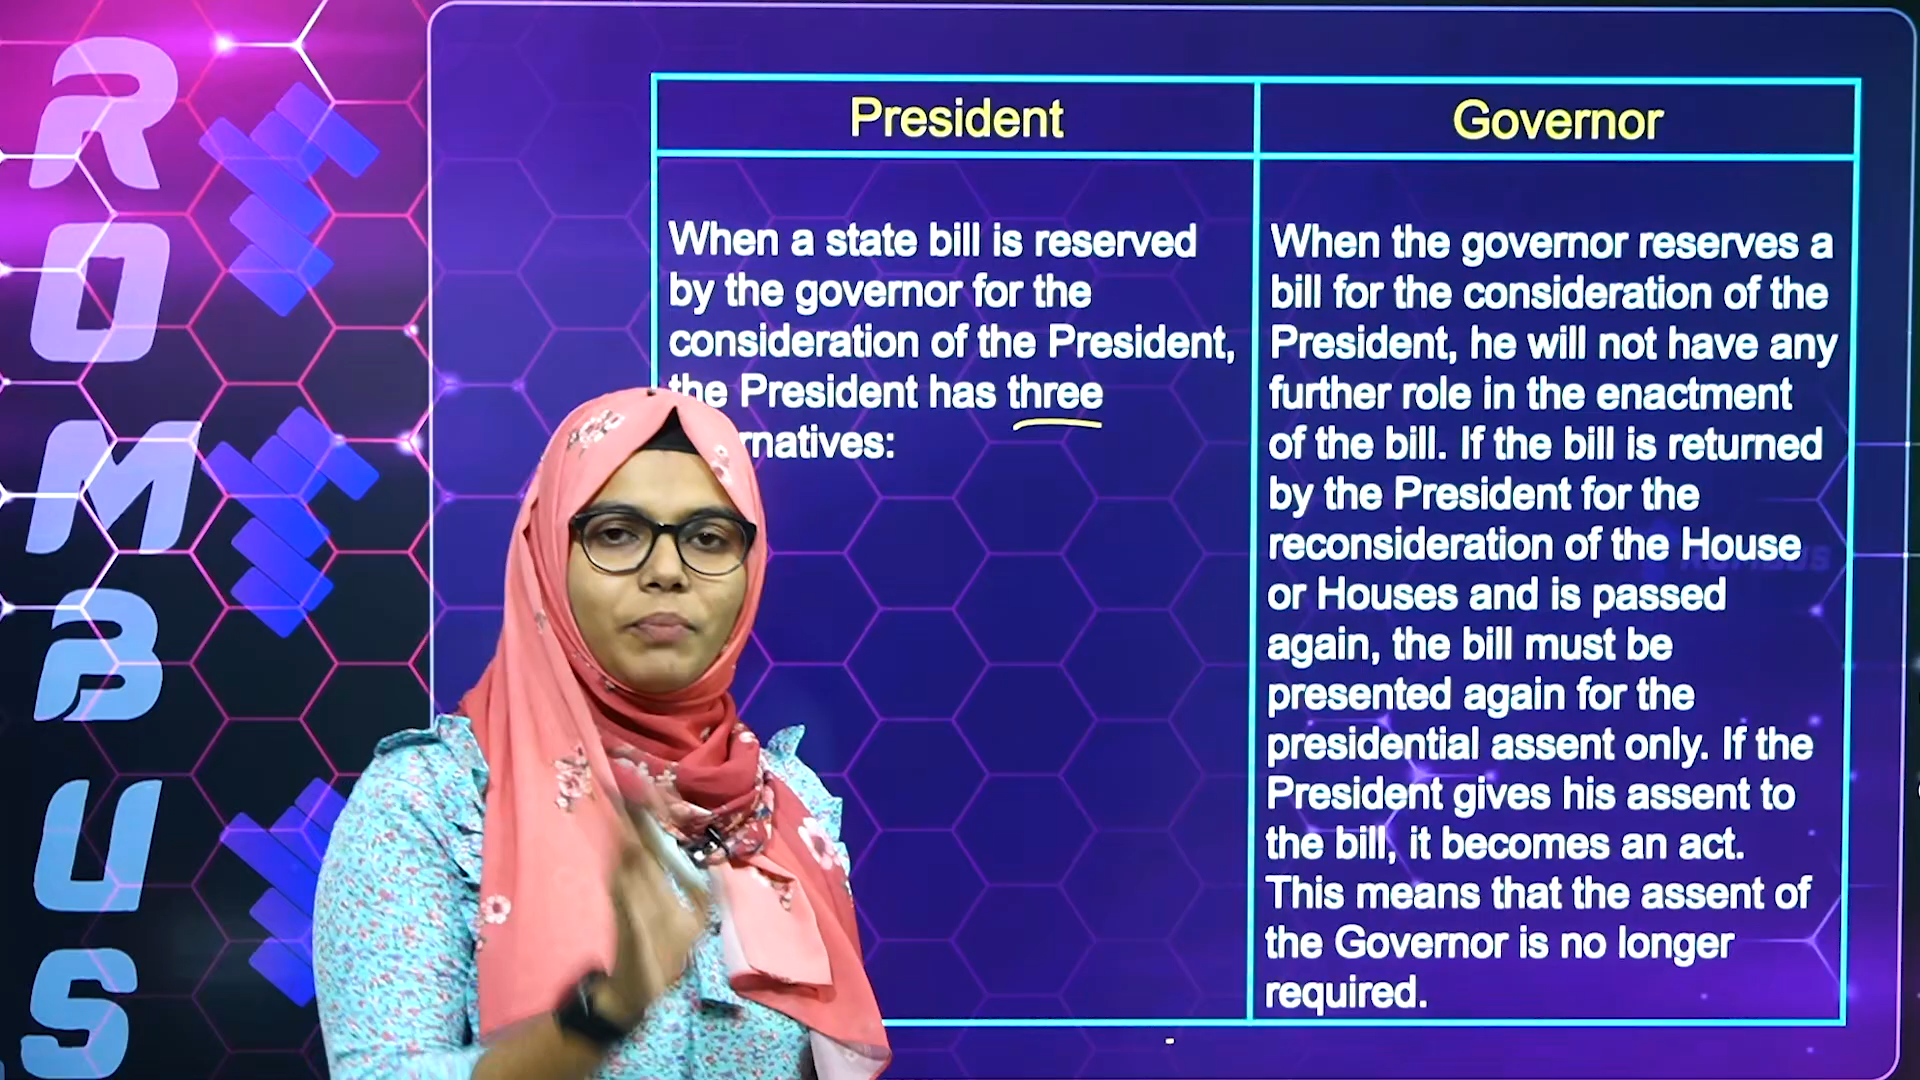 ROMBUS
President
Governor
When a state bill is reserved
by the governor for the
consideration of the President,
the President has three
rnatives:
When the governor reserves a
bill for the consideration of the
President, he will not have any
further role in the enactment
of the bill. If the bill is returned
by the President for the
reconsideration of the House
or Houses and is passed
again, the bill must be
presented again for the
presidential assent only. If the
President gives his assent to
the bill, it becomes an act.
This means that the assent of
the Governor is no longer
required.